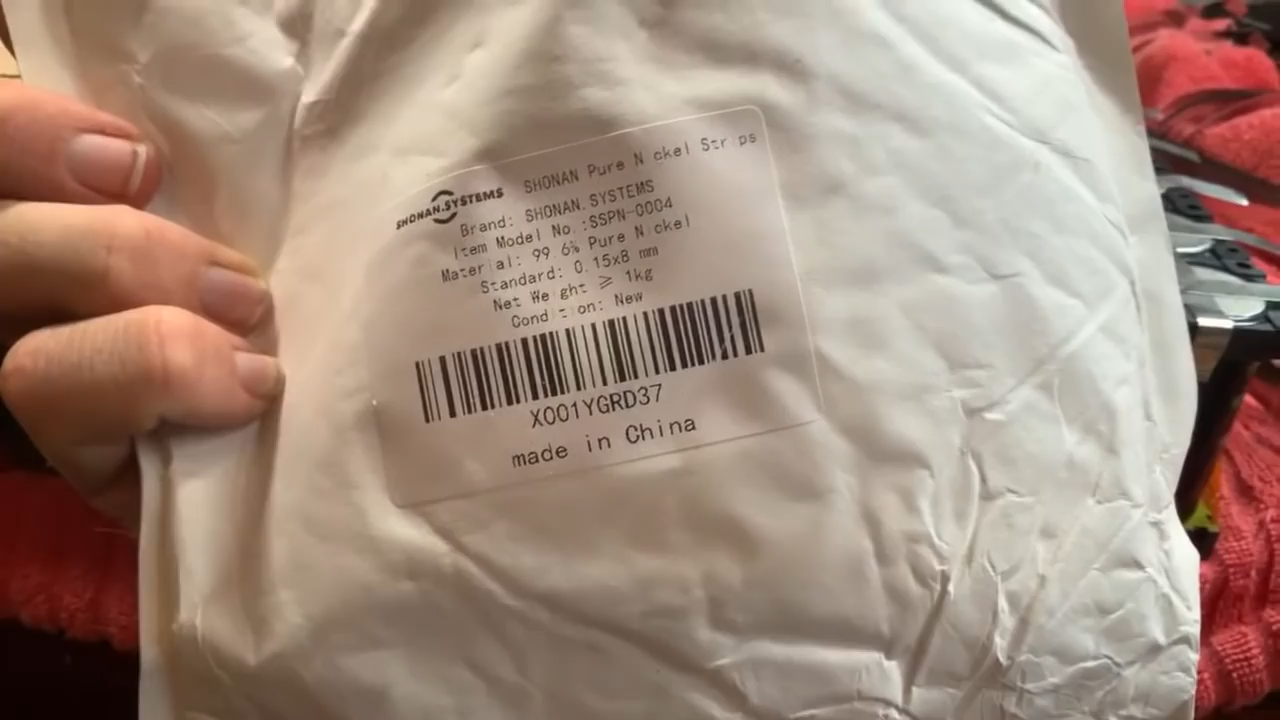 SHONAN.SYSTEMS SHONAN Pure Nickel Strips
Brand: SHONAN.SYSTEMS
Item Model No.:SSPN-0004
Material: 99.6% Pure Nickel
Standard: 0.15x8 mm
Net Weight ≥ 1kg
Condition: New
X001YGRD37
made in China